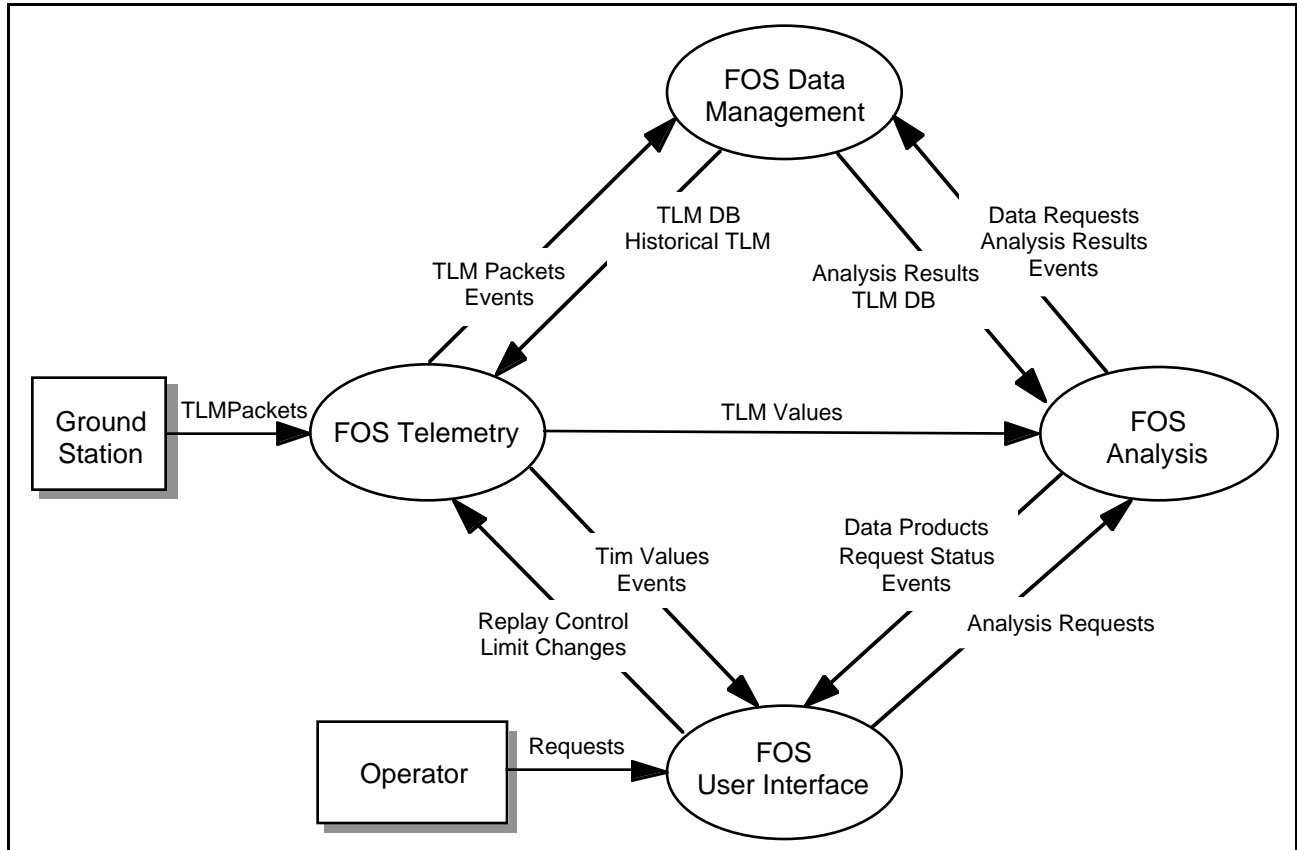 FOS Data
Management
TLM DB
Historical TLM
Data Requests
Analysis Results
Events
TLM Packets
Events
Analysis Results
TLM DB
Ground
Station
TLMPackets
FOS Telemetry
TLM Values
FOS
Analysis
Tim Values
Events
Data Products
Request Status
Events
Replay Control
Limit Changes
Analysis Requests
Operator
Requests
FOS
User Interface